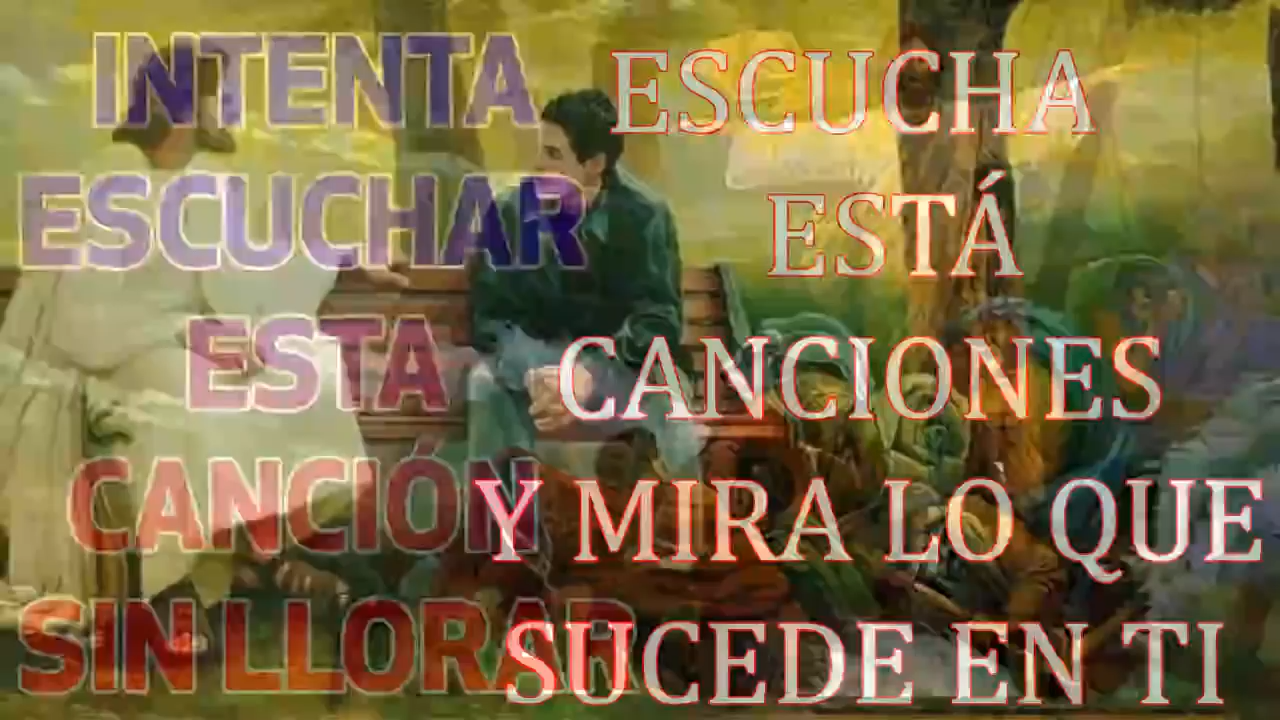 INTENTA
ESCUCHAR
ESTA
CANCIÓN
SIN LLORAR
ESCUCHA
ESTÁ
CANCIONES
Y MIRA LO QUE
SUCEDE EN TI